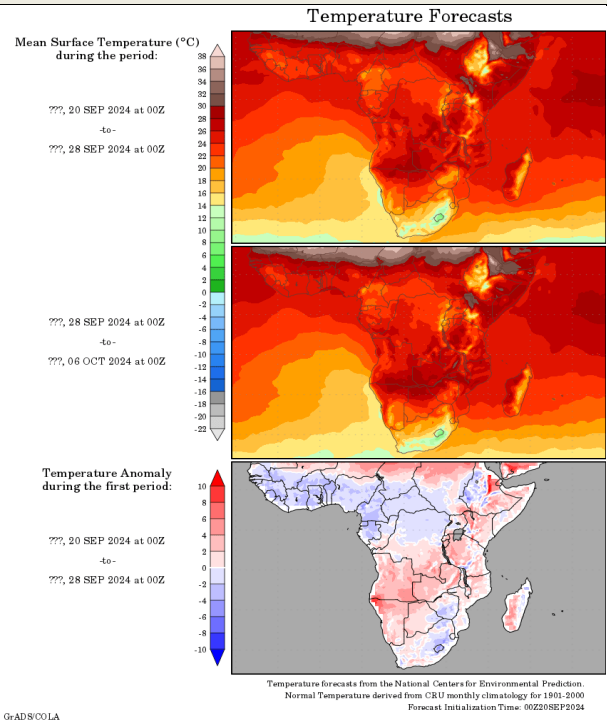 Temperature Forecasts
Mean Surface Temperature (°C)
during the period:
???, 20 SEP 2024 at 00Z
-to-
???, 28 SEP 2024 at 00Z
38
36
34
32
30
28
26
24
22
20
18
16
14
12
10
8
6
4
2
0
-2
-4
-6
-8
-10
-12
-14
-16
-18
-20
-22
???, 28 SEP 2024 at 00Z
-to-
???, 06 OCT 2024 at 00Z
Temperature Anomaly
during the first period:
???, 20 SEP 2024 at 00Z
-to-
???, 28 SEP 2024 at 00Z
10
8
6
4
2
0
-2
-4
-6
-8
-10
Temperature forecasts from the National Centers for Environmental Prediction.
Normal Temperature derived from CRU monthly climatology for 1901-2000
Forecast Initialization Time: 00Z20SEP2024
GrADS/COLA